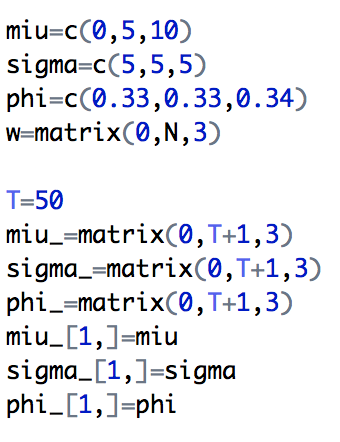 miu=c(0,5,10)
sigma=c(5,5,5)
phi=c(0.33,0.33,0.34)
w=matrix(0,N,3)
T=50
miu_=matrix(0,T+1,3)
sigma_=matrix(0,T+1,3)
phi_=matrix(0,T+1,3)
miu_[1,]=miu
sigma_[1,]=sigma
phi_[1,]=phi